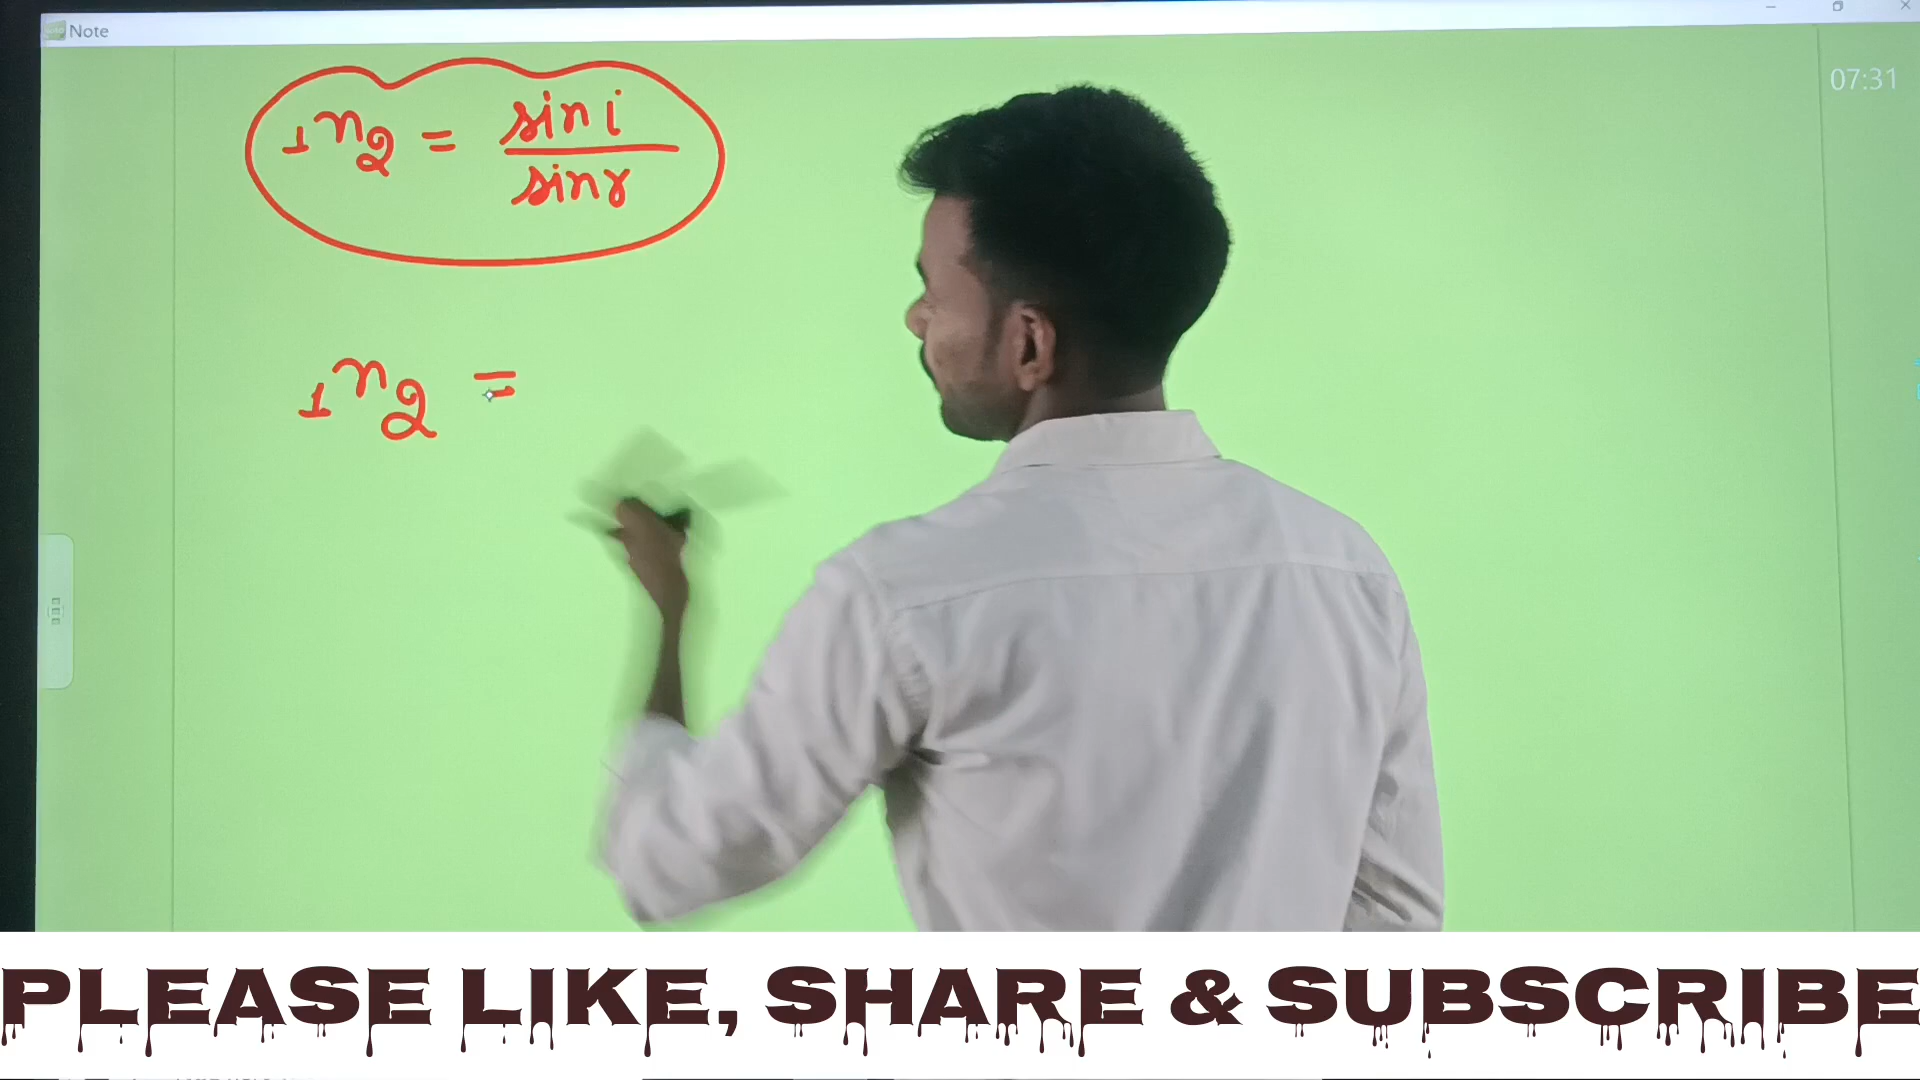 Note
07:31
₁n₂ = sin i / sin r
₁n₂ =
PLEASE LIKE, SHARE & SUBSCRIBE